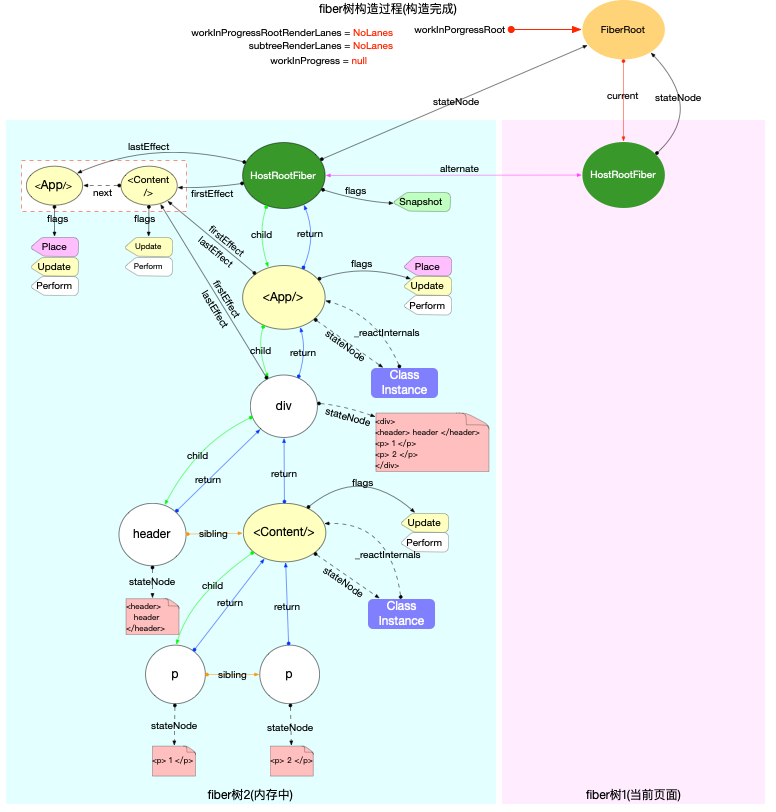 fiber树构造过程(构造完成)
workInProgressRootRenderLanes = NoLanes
subtreeRenderLanes = NoLanes
workInProgress = null
workInPorgressRoot
FiberRoot
current
stateNode
stateNode
HostRootFiber
alternate
HostRootFiber
lastEffect
firstEffect
<App/>
next
<Content
/>
flags
Place
Update
Perform
flags
Update
Perform
flags
Snapshot
child
return
firstEffect
lastEffect
firstEffect
lastEffect
<App/>
flags
Place
Update
Perform
_reactInternals
stateNode
Class
Instance
child
return
div
stateNode
<div>
<header> header </header>
<p> 1 </p>
<p> 2 </p>
</div>
child
return
return
header
sibling
<Content/>
flags
Update
Perform
_reactInternals
stateNode
Class
Instance
stateNode
<header>
header
</header>
child
return
return
p
sibling
p
stateNode
stateNode
<p> 1 </p>
<p> 2 </p>
fiber树2(内存中)
fiber树1(当前页面)